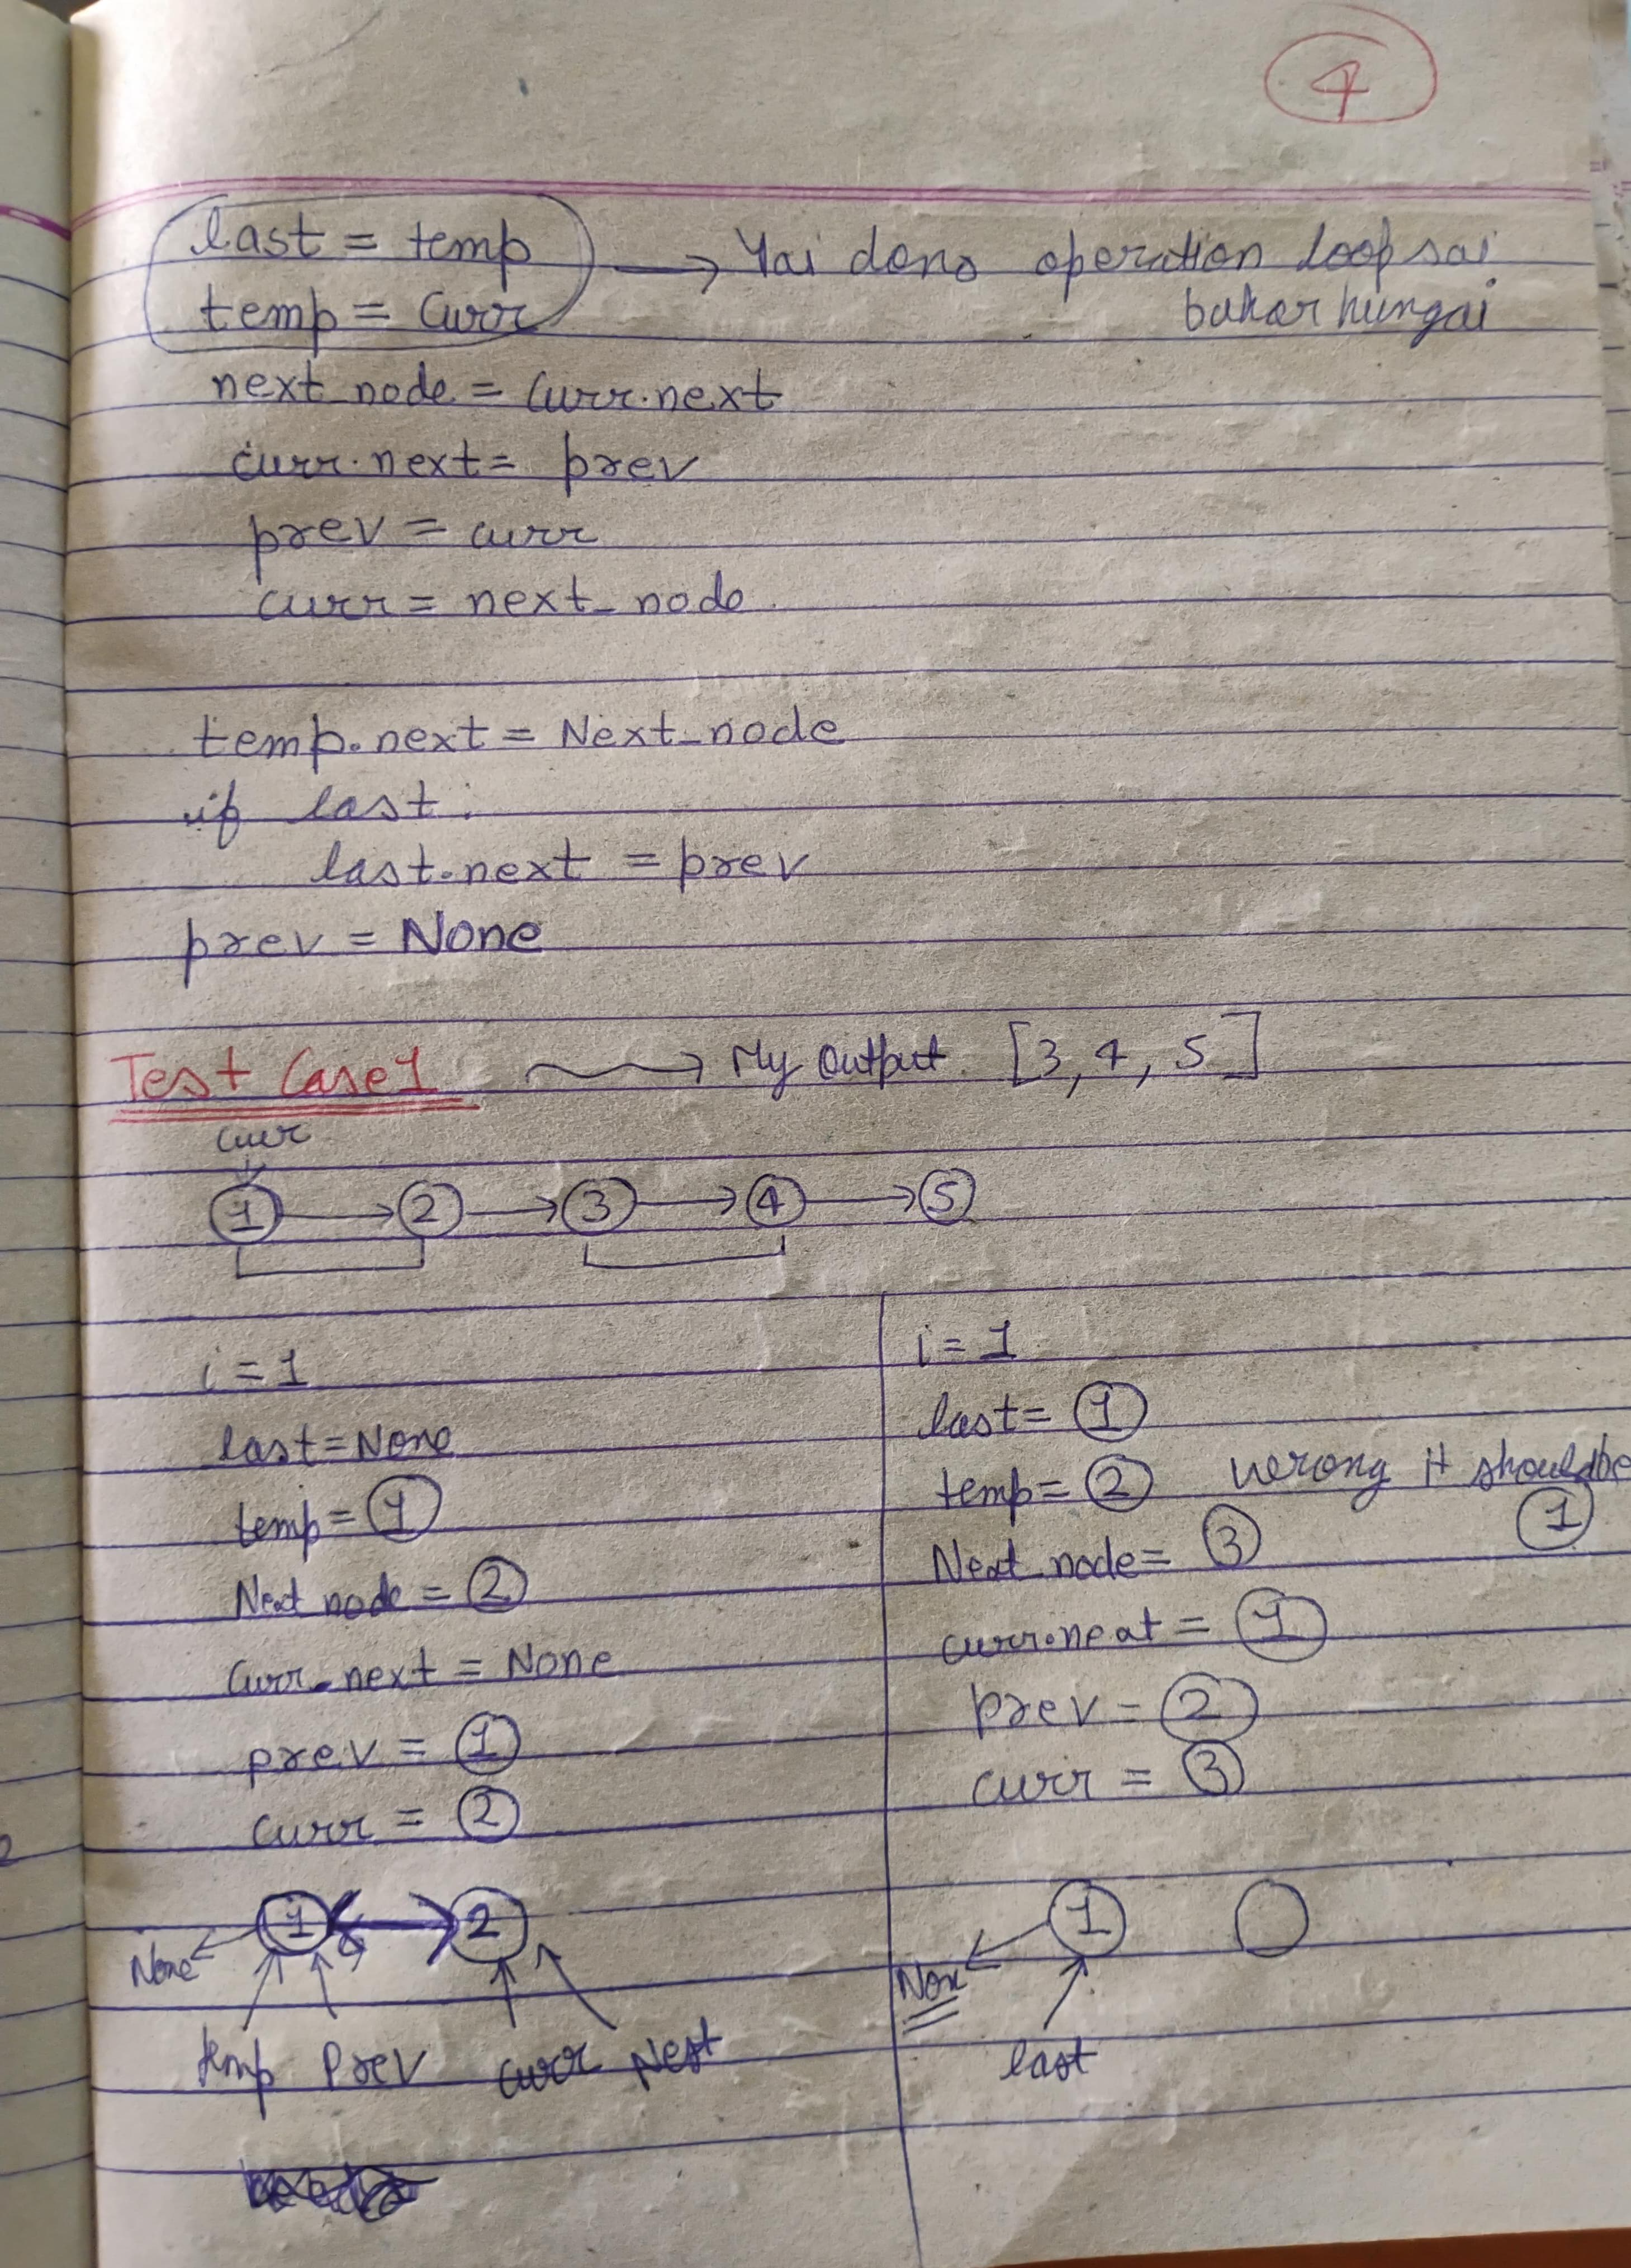 4
last = temp → Yai dono operation loop sai
temp = Curr bahar hungai
next_node = Curr.next
curr.next = prev
prev = curr
curr = next_node
temp.next = Next_node
if last:
last.next = prev
prev = None
Test Case1 → My Output [3, 4, 5]
Curr
1 → 2 → 3 → 4 → 5
i = 1
last = None
temp = 1
Next node = 2
Curr.next = None
prev = 1
curr = 2
1 2
None
temp Prev curr Next
i = 1
last = 1
temp = 2 wrong it should be
1
Next node = 3
curr.next = 1
prev = 2
curr = 3
1
None
last